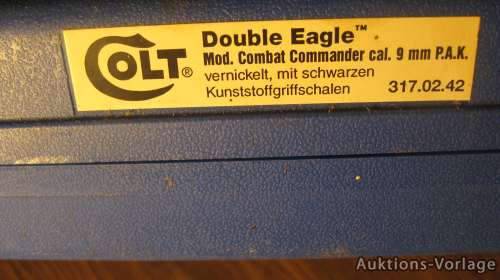 COLT®
Double Eagle™
Mod. Combat Commander cal. 9 mm P.A.K.
vernickelt, mit schwarzen
Kunststoffgriffschalen 317.02.42
Auktions-Vorlage